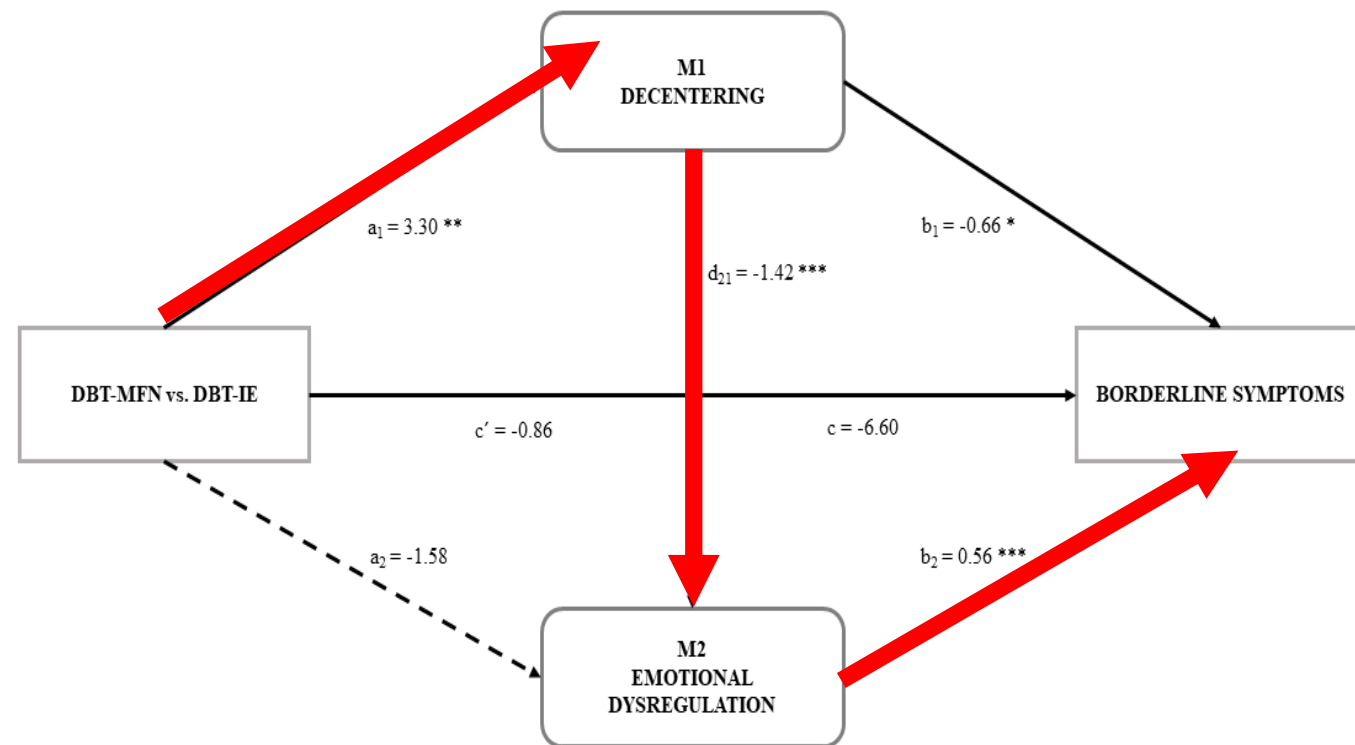 M1
DECENTERING
a₁ = 3.30 **
b₁ = -0.66 *
d₂₁ = -1.42 ***
DBT-MFN vs. DBT-IE
BORDERLINE SYMPTOMS
c′ = -0.86
c = -6.60
a₂ = -1.58
b₂ = 0.56 ***
M2
EMOTIONAL
DYSREGULATION